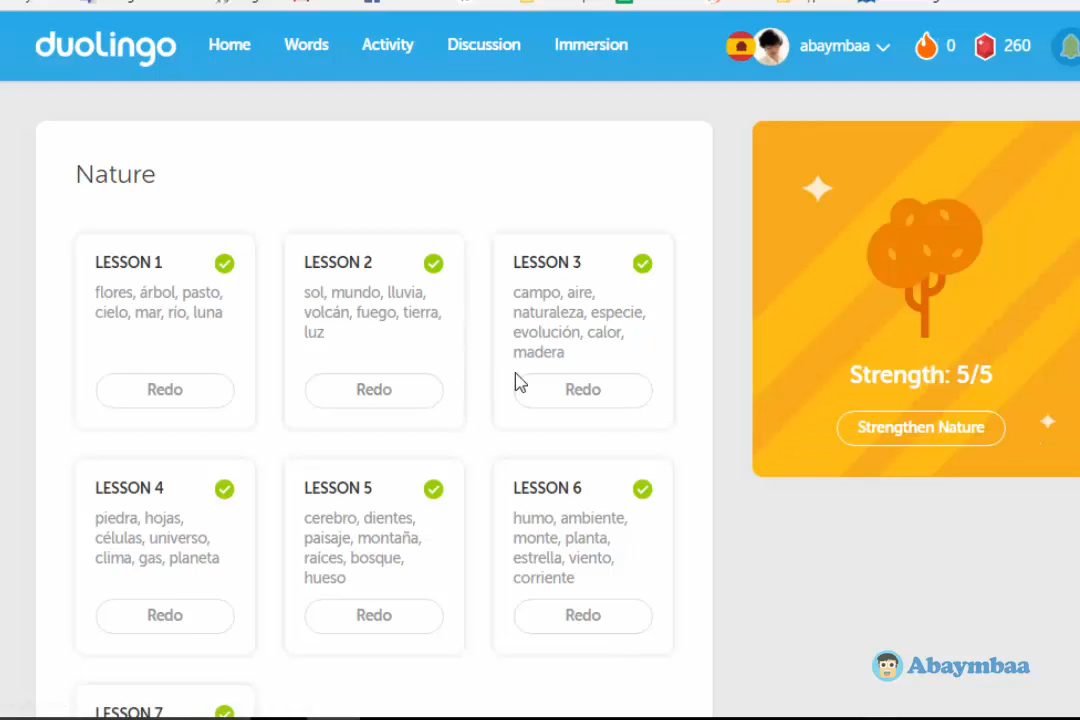 duolingo Home Words Activity Discussion Immersion abaymbaa 0 260
Nature
LESSON 1
flores, árbol, pasto,
cielo, mar, río, luna
Redo
LESSON 2
sol, mundo, lluvia,
volcán, fuego, tierra,
luz
Redo
LESSON 3
campo, aire,
naturaleza, especie,
evolución, calor,
madera
Redo
Strength: 5/5
Strengthen Nature
LESSON 4
piedra, hojas,
células, universo,
clima, gas, planeta
Redo
LESSON 5
cerebro, dientes,
paisaje, montaña,
raíces, bosque,
hueso
Redo
LESSON 6
humo, ambiente,
monte, planta,
estrella, viento,
corriente
Redo
Abaymbaa
LESSON 7